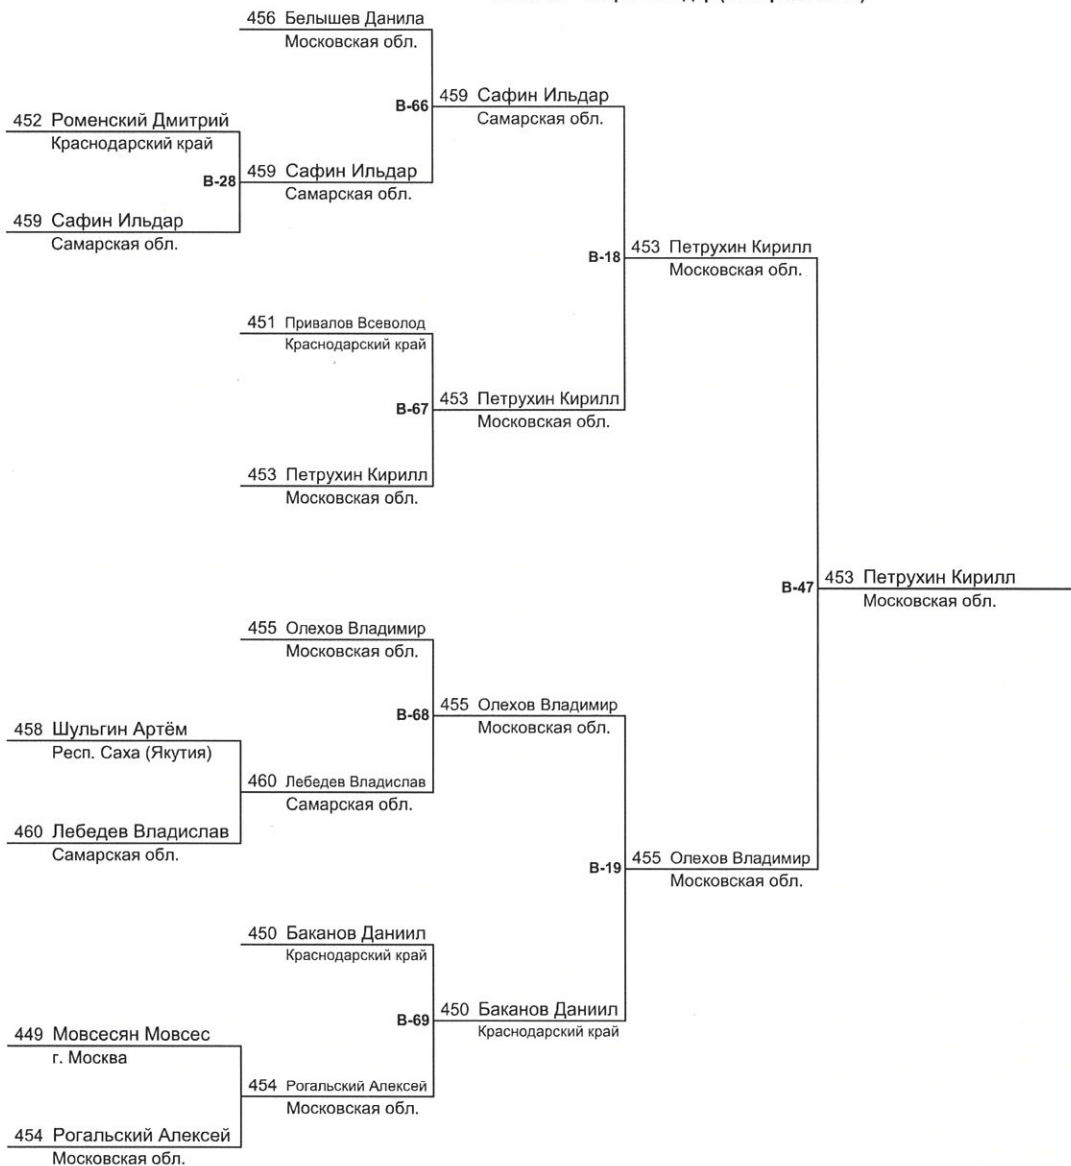 456 Белышев Данила
Московская обл.
В-66
459 Сафин Ильдар
Самарская обл.
452 Роменский Дмитрий
Краснодарский край
В-28
459 Сафин Ильдар
Самарская обл.
459 Сафин Ильдар
Самарская обл.
В-18
453 Петрухин Кирилл
Московская обл.
451 Привалов Всеволод
Краснодарский край
В-67
453 Петрухин Кирилл
Московская обл.
453 Петрухин Кирилл
Московская обл.
В-47
453 Петрухин Кирилл
Московская обл.
455 Олехов Владимир
Московская обл.
В-68
455 Олехов Владимир
Московская обл.
458 Шульгин Артём
Респ. Саха (Якутия)
460 Лебедев Владислав
Самарская обл.
460 Лебедев Владислав
Самарская обл.
В-19
455 Олехов Владимир
Московская обл.
450 Баканов Даниил
Краснодарский край
В-69
450 Баканов Даниил
Краснодарский край
449 Мовсесян Мовсес
г. Москва
454 Рогальский Алексей
Московская обл.
454 Рогальский Алексей
Московская обл.